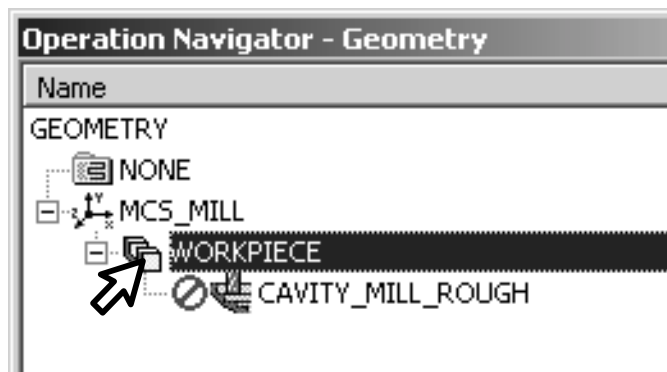 Operation Navigator - Geometry
Name
GEOMETRY
NONE
MCS_MILL
WORKPIECE
CAVITY_MILL_ROUGH